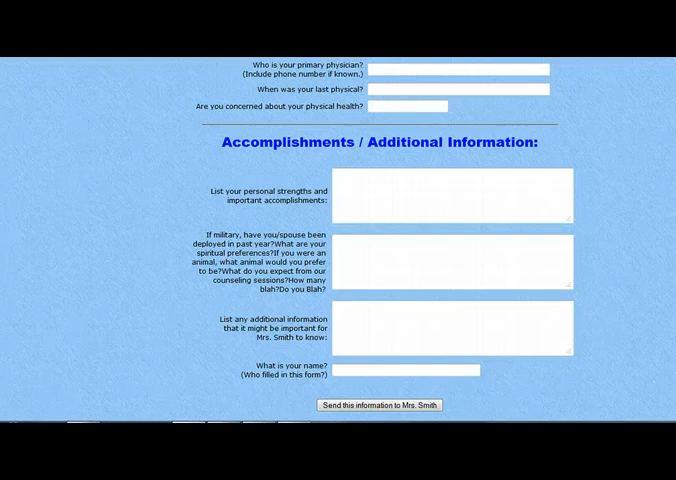 Who is your primary physician?
(Include phone number if known.)
When was your last physical?
Are you concerned about your physical health?
Accomplishments / Additional Information:
List your personal strengths and
important accomplishments:
If military, have you/spouse been
deployed in past year?What are your
spiritual preferences?If you were an
animal, what animal would you prefer
to be?What do you expect from our
counseling sessions?How many
blah?Do you Blah?
List any additional information
that it might be important for
Mrs. Smith to know:
What is your name?
(Who filled in this form?)
Send this information to Mrs. Smith